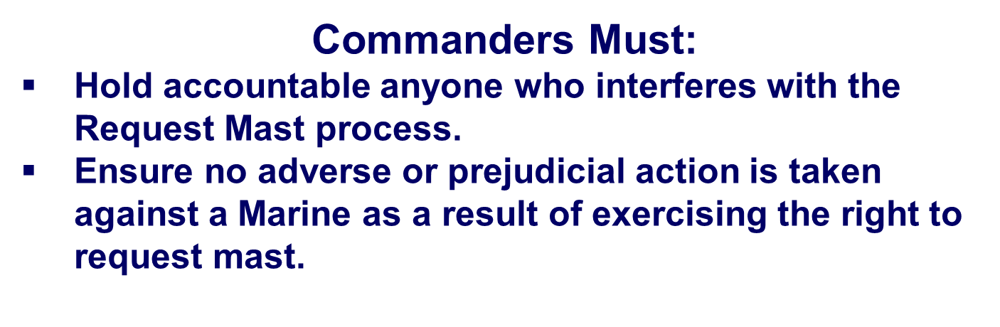 Commanders Must:
▪ Hold accountable anyone who interferes with the
Request Mast process.
▪ Ensure no adverse or prejudicial action is taken
against a Marine as a result of exercising the right to
request mast.